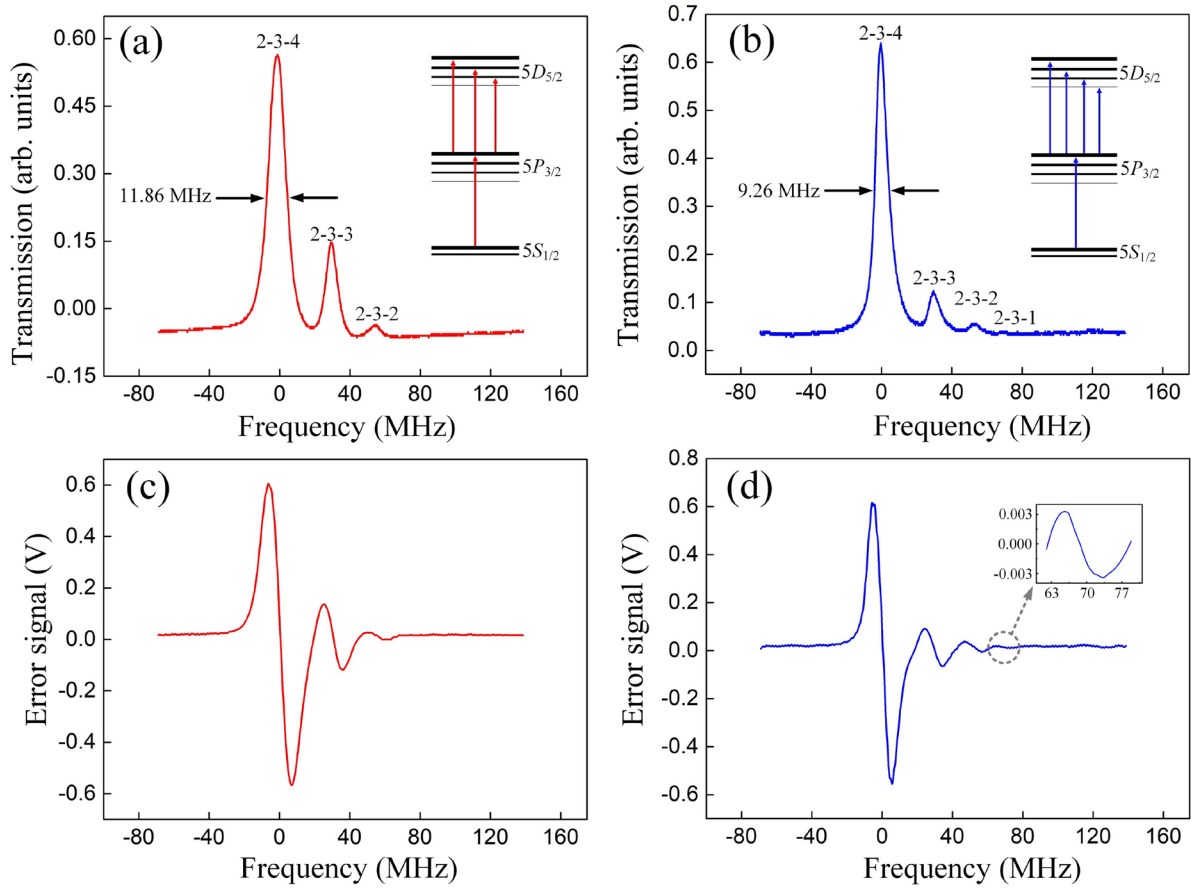 (a)
2-3-4
11.86 MHz
2-3-3
2-3-2
5D5/2
5P3/2
5S1/2
0.60
0.45
0.30
0.15
0.00
-0.15
Transmission (arb. units)
-80 -40 0 40 80 120 160
Frequency (MHz)
(b)
2-3-4
9.26 MHz
2-3-3
2-3-2
2-3-1
5D5/2
5P3/2
5S1/2
0.7
0.6
0.5
0.4
0.3
0.2
0.1
0.0
Transmission (arb. units)
-80 -40 0 40 80 120 160
Frequency (MHz)
(c)
0.6
0.4
0.2
0.0
-0.2
-0.4
-0.6
Error signal (V)
-80 -40 0 40 80 120 160
Frequency (MHz)
(d)
0.8
0.6
0.4
0.2
0.0
-0.2
-0.4
-0.6
Error signal (V)
0.003
0.000
-0.003
63 70 77
-80 -40 0 40 80 120 160
Frequency (MHz)